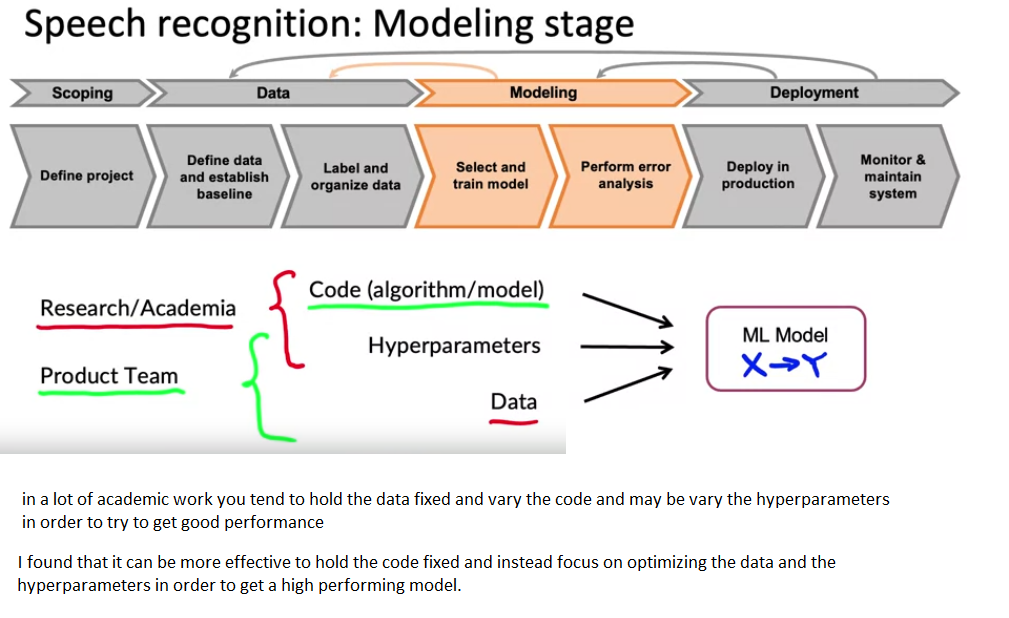 Speech recognition: Modeling stage
Scoping
Data
Modeling
Deployment
Define project
Define data
and establish
baseline
Label and
organize data
Select and
train model
Perform error
analysis
Deploy in
production
Monitor &
maintain
system
Research/Academia
Product Team
Code (algorithm/model)
Hyperparameters
Data
ML Model
X→Y
in a lot of academic work you tend to hold the data fixed and vary the code and may be vary the hyperparameters
in order to try to get good performance
I found that it can be more effective to hold the code fixed and instead focus on optimizing the data and the
hyperparameters in order to get a high performing model.